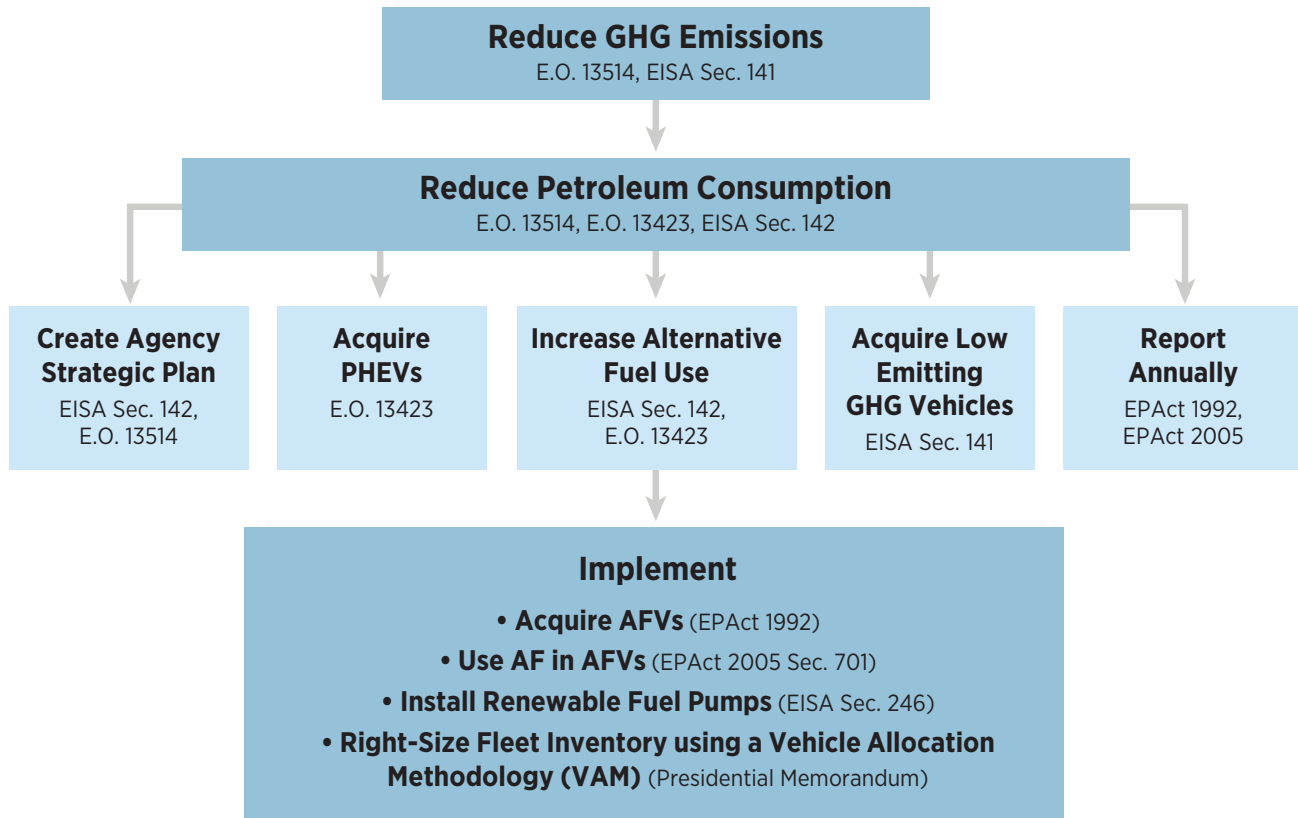 Reduce GHG Emissions
E.O. 13514, EISA Sec. 141
Reduce Petroleum Consumption
E.O. 13514, E.O. 13423, EISA Sec. 142
Create Agency
Strategic Plan
EISA Sec. 142,
E.O. 13514
Acquire
PHEVs
E.O. 13423
Increase Alternative
Fuel Use
EISA Sec. 142,
E.O. 13423
Acquire Low
Emitting
GHG Vehicles
EISA Sec. 141
Report
Annually
EPAct 1992,
EPAct 2005
Implement
• Acquire AFVs (EPAct 1992)
• Use AF in AFVs (EPAct 2005 Sec. 701)
• Install Renewable Fuel Pumps (EISA Sec. 246)
• Right-Size Fleet Inventory using a Vehicle Allocation
Methodology (VAM) (Presidential Memorandum)